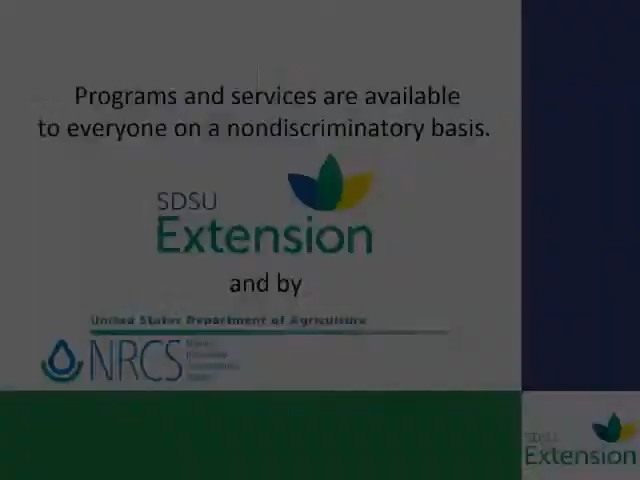 Programs and services are available
to everyone on a nondiscriminatory basis.
SDSU
Extension
and by
United States Department of Agriculture
NRCS
SDSU
Extension